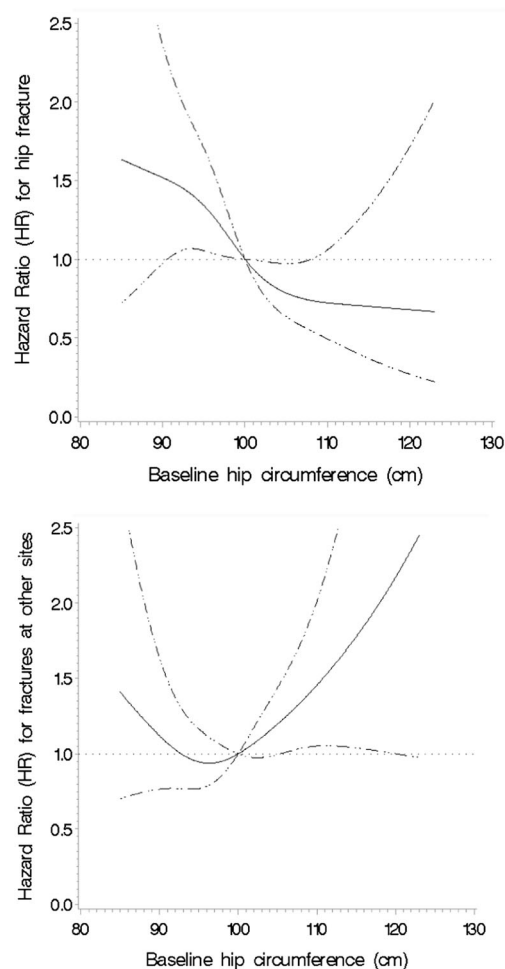 Hazard Ratio (HR) for hip fracture
2.5
2.0
1.5
1.0
0.5
0.0
80 90 100 110 120 130
Baseline hip circumference (cm)
Hazard Ratio (HR) for fractures at other sites
2.5
2.0
1.5
1.0
0.5
0.0
80 90 100 110 120 130
Baseline hip circumference (cm)